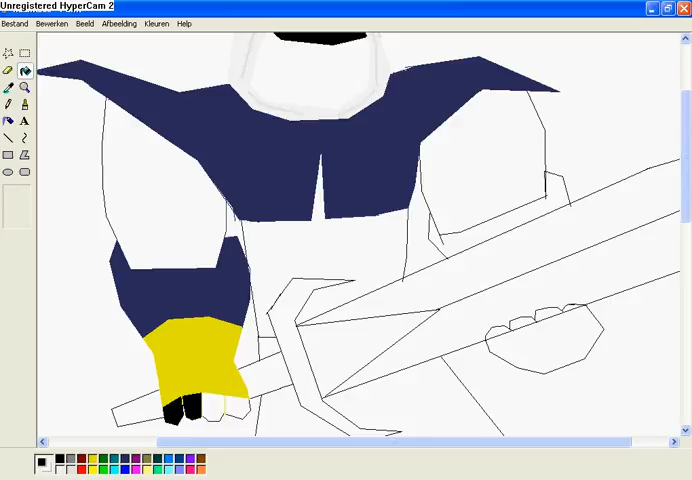 Unregistered HyperCam 2
Bestand Bewerken Beeld Afbeelding Kleuren Help
A